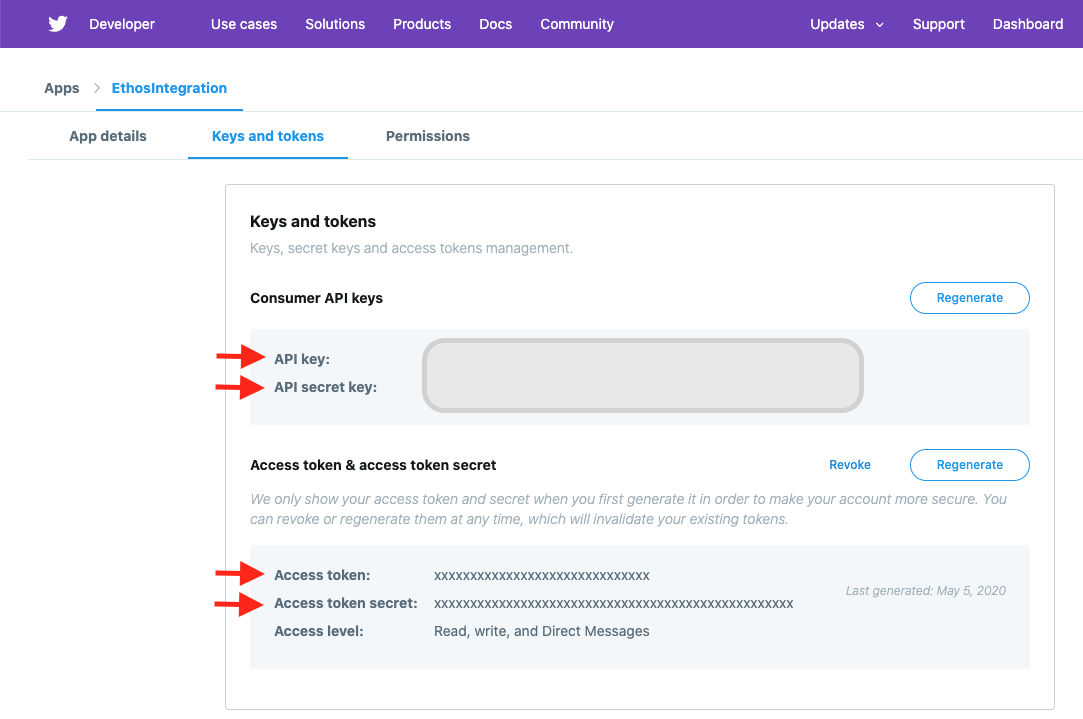 Developer Use cases Solutions Products Docs Community Updates Support Dashboard
Apps EthosIntegration
App details Keys and tokens Permissions
Keys and tokens
Keys, secret keys and access tokens management.
Consumer API keys Regenerate
API key:
API secret key:
Access token & access token secret Revoke Regenerate
We only show your access token and secret when you first generate it in order to make your account more secure. You
can revoke or regenerate them at any time, which will invalidate your existing tokens.
Access token: xxxxxxxxxxxxxxxxxxxxxxxxxxxxxx
Last generated: May 5, 2020
Access token secret: xxxxxxxxxxxxxxxxxxxxxxxxxxxxxxxxxxxxxxxxxxxxxxxxxx
Access level: Read, write, and Direct Messages